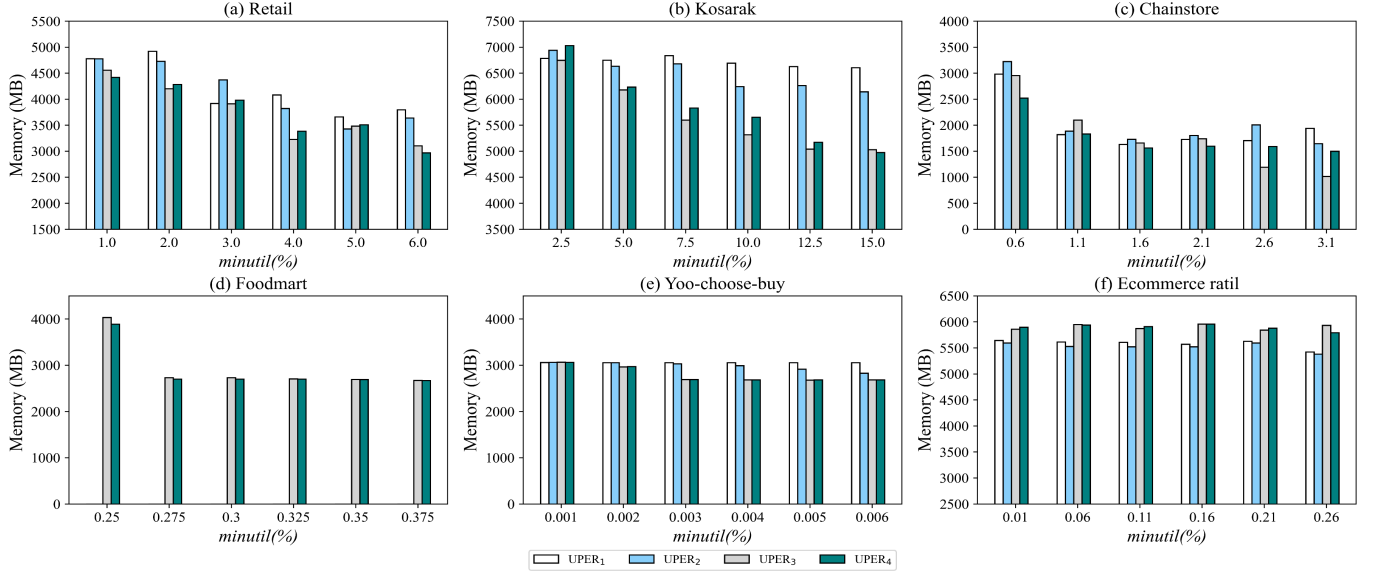 (a) Retail
5500
5000
4500
4000
3500
3000
2500
2000
1500
Memory (MB)
1.0 2.0 3.0 4.0 5.0 6.0
minutil(%)
(b) Kosarak
7500
7000
6500
6000
5500
5000
4500
4000
3500
Memory (MB)
2.5 5.0 7.5 10.0 12.5 15.0
minutil(%)
(c) Chainstore
4000
3500
3000
2500
2000
1500
1000
500
0
Memory (MB)
0.6 1.1 1.6 2.1 2.6 3.1
minutil(%)
(d) Foodmart
4000
3000
2000
1000
0
Memory (MB)
0.25 0.275 0.3 0.325 0.35 0.375
minutil(%)
(e) Yoo-choose-buy
4000
3000
2000
1000
0
Memory (MB)
0.001 0.002 0.003 0.004 0.005 0.006
minutil(%)
(f) Ecommerce ratil
6500
6000
5500
5000
4500
4000
3500
3000
2500
Memory (MB)
0.01 0.06 0.11 0.16 0.21 0.26
minutil(%)
UPER₁ UPER₂ UPER₃ UPER₄